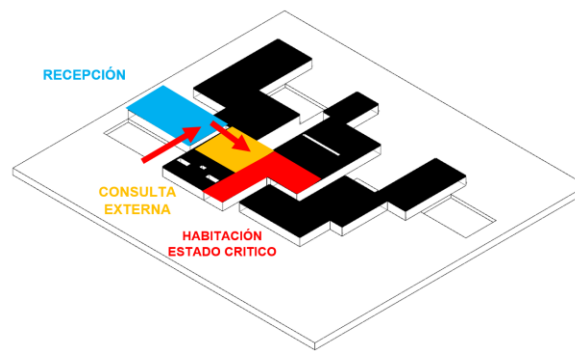 RECEPCIÓN
CONSULTA
EXTERNA
HABITACIÓN
ESTADO CRITICO